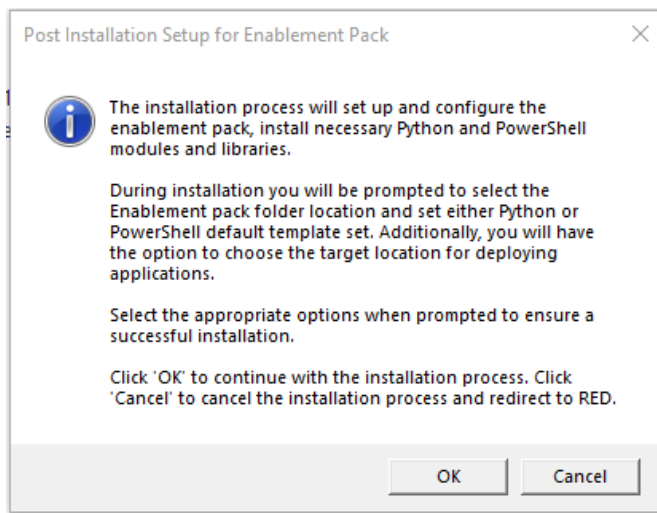 Post Installation Setup for Enablement Pack
The installation process will set up and configure the
enablement pack, install necessary Python and PowerShell
modules and libraries.
During installation you will be prompted to select the
Enablement pack folder location and set either Python or
PowerShell default template set. Additionally, you will have
the option to choose the target location for deploying
applications.
Select the appropriate options when prompted to ensure a
successful installation.
Click 'OK' to continue with the installation process. Click
'Cancel' to cancel the installation process and redirect to RED.
OK Cancel